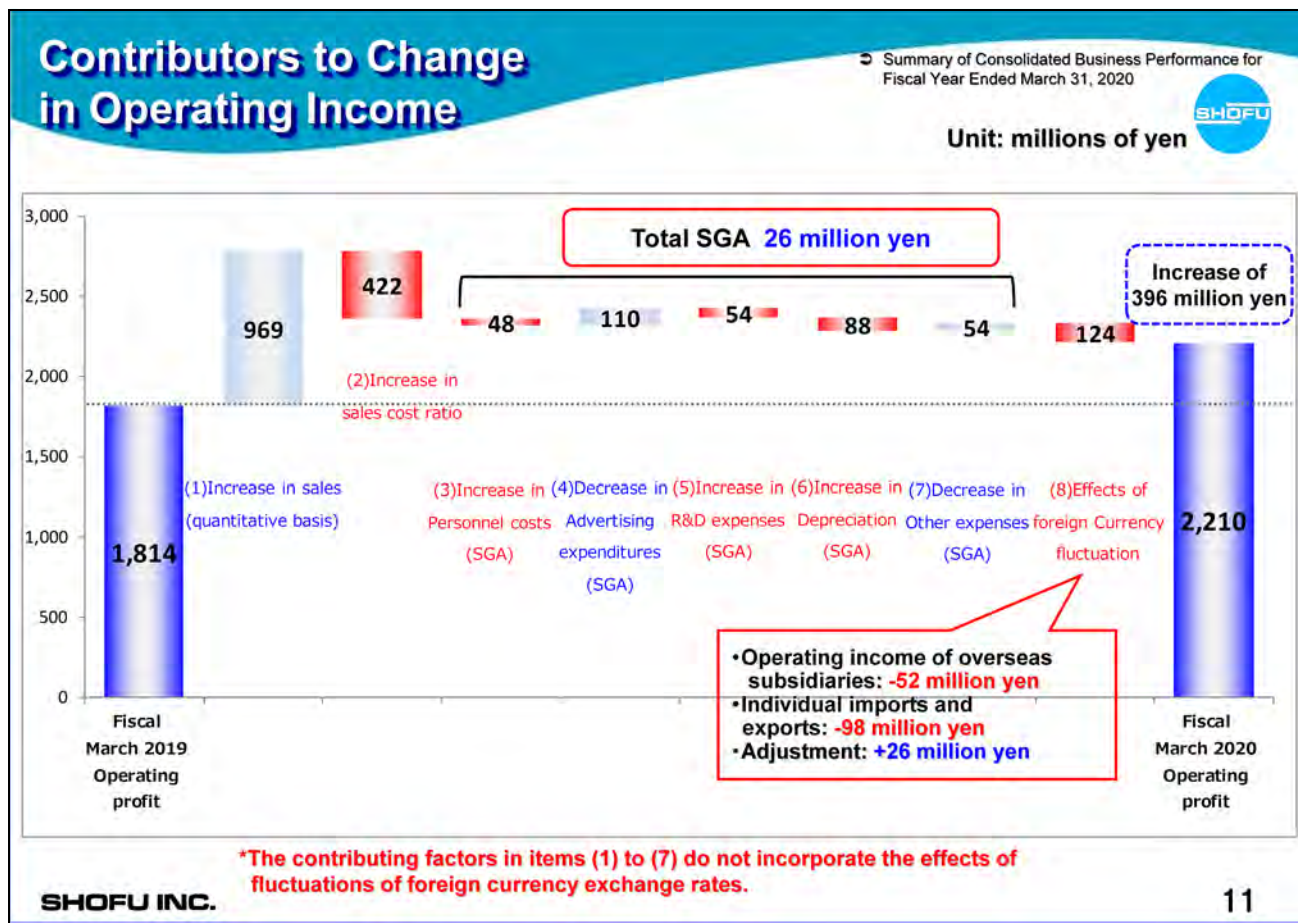 Contributors to Change
in Operating Income
➲ Summary of Consolidated Business Performance for
Fiscal Year Ended March 31, 2020
SHOFU
Unit: millions of yen
3,000
2,500
2,000
1,500
1,000
500
0
Total SGA 26 million yen
Increase of
396 million yen
1,814
969
422
48
110
54
88
54
124
2,210
(1)Increase in sales
(quantitative basis)
(2)Increase in
sales cost ratio
(3)Increase in
Personnel costs
(SGA)
(4)Decrease in
Advertising
expenditures
(SGA)
(5)Increase in
R&D expenses
(SGA)
(6)Increase in
Depreciation
(SGA)
(7)Decrease in
Other expenses
(SGA)
(8)Effects of
foreign Currency
fluctuation
・Operating income of overseas
subsidiaries: -52 million yen
・Individual imports and
exports: -98 million yen
・Adjustment: +26 million yen
Fiscal
March 2019
Operating
profit
Fiscal
March 2020
Operating
profit
*The contributing factors in items (1) to (7) do not incorporate the effects of
fluctuations of foreign currency exchange rates.
SHOFU INC.
11